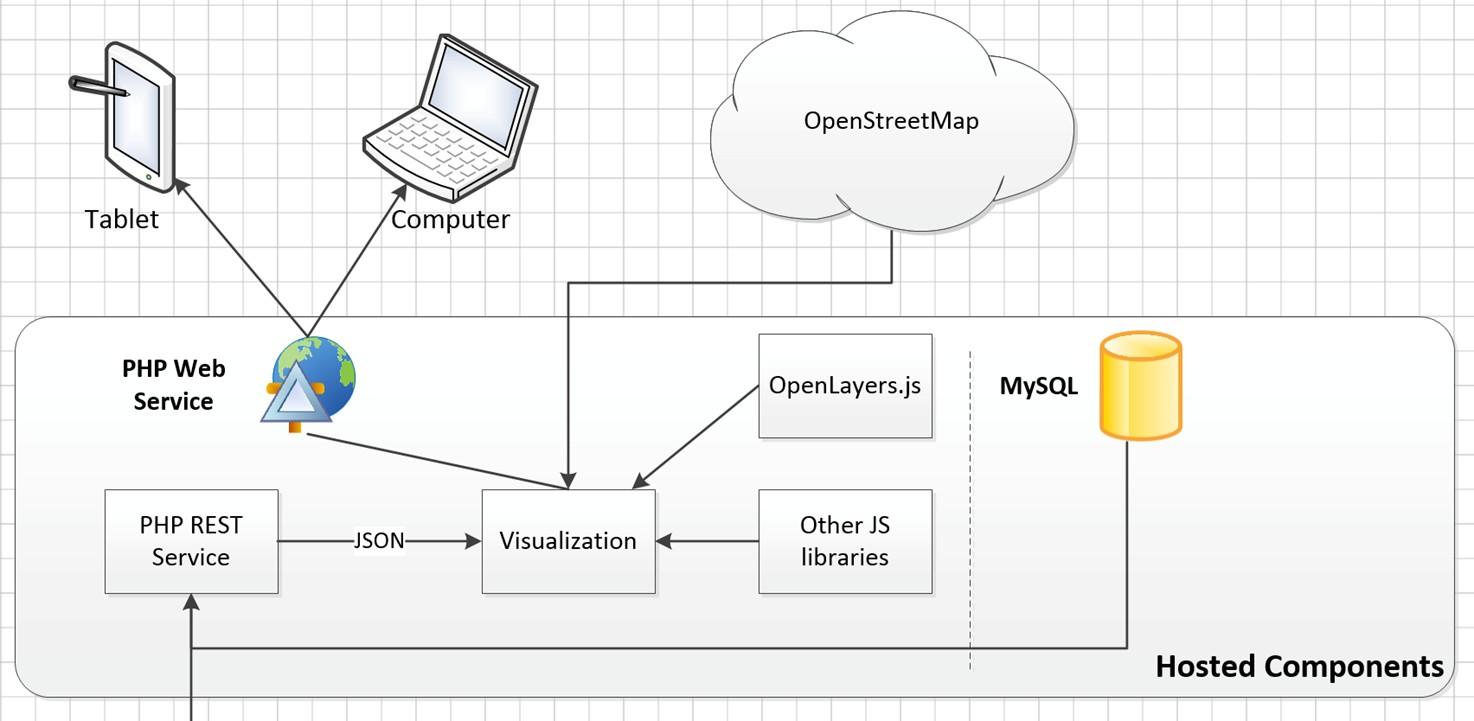 Tablet
Computer
OpenStreetMap
PHP Web
Service
OpenLayers.js
MySQL
PHP REST
Service
JSON
Visualization
Other JS
libraries
Hosted Components